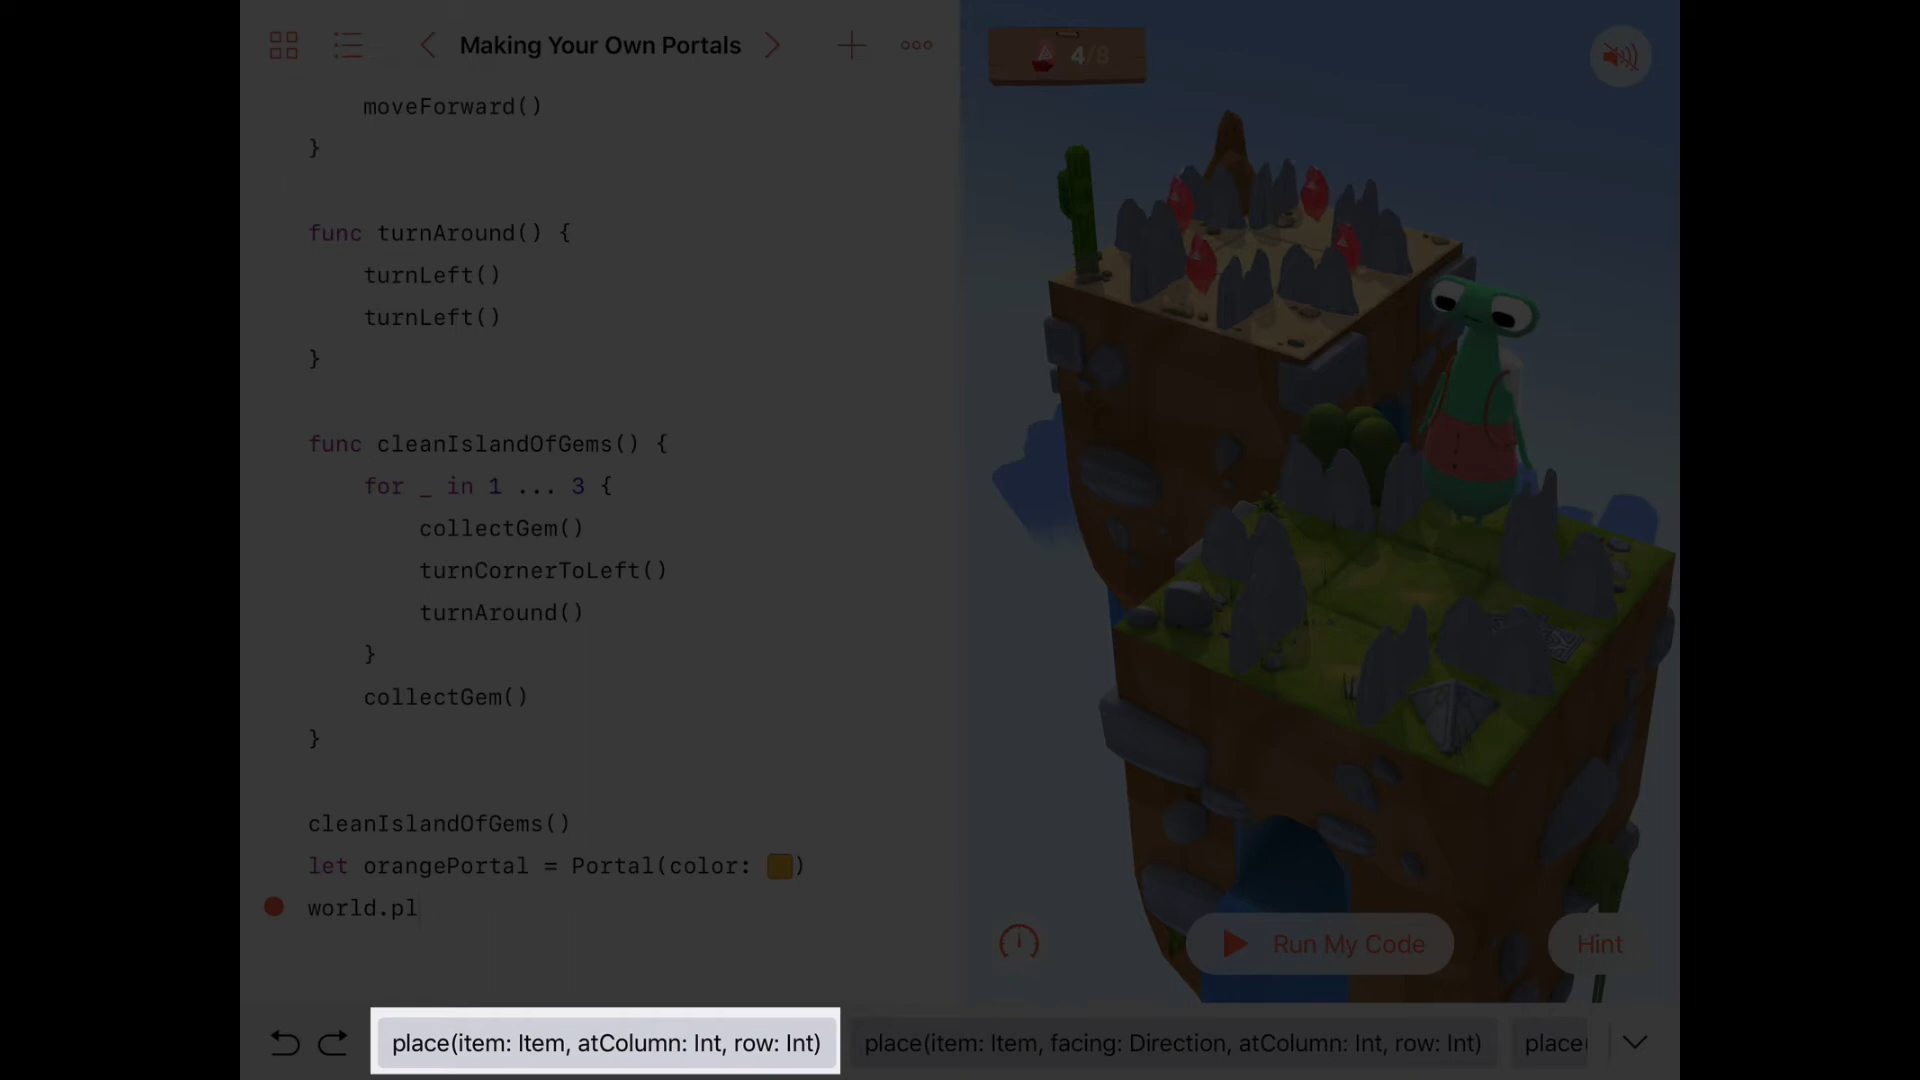 Making Your Own Portals
4/8
moveForward()
}
func turnAround() {
turnLeft()
turnLeft()
}
func cleanIslandOfGems() {
for _ in 1 ... 3 {
collectGem()
turnCornerToLeft()
turnAround()
}
collectGem()
}
cleanIslandOfGems()
let orangePortal = Portal(color: )
world.pl
Run My Code
Hint
place(item: Item, atColumn: Int, row: Int)
place(item: Item, facing: Direction, atColumn: Int, row: Int)
place(